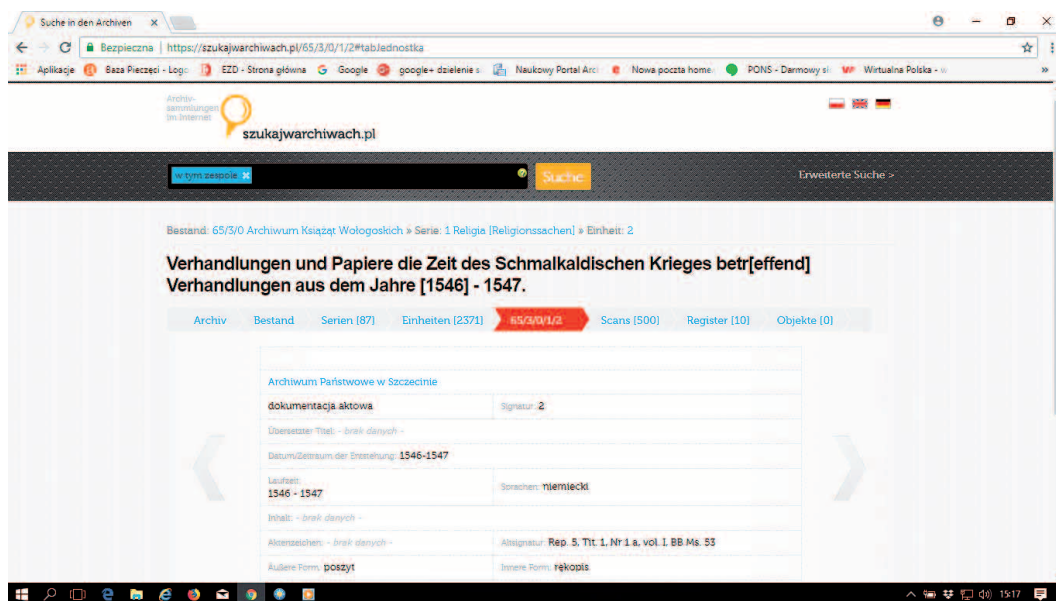 Suche in den Archiven
Bezpieczna | https://szukajwarchiwach.pl/65/3/0/1/2#tabJednostka
Aplikacje Baza Pieczęci - Logo EZD - Strona główna Google google+ dzielenie s Naukowy Portal Arc Nowa poczta home PONS - Darmowy sł Wirtualna Polska - »
Archiv-
sammlungen
im Internet
szukajwarchiwach.pl
w tym zespole x Suche Erweiterte Suche >
Bestand: 65/3/0 Archiwum Książąt Wołogoskich » Serie: 1 Religia [Religionssachen] » Einheit: 2
Verhandlungen und Papiere die Zeit des Schmalkaldischen Krieges betr[effend]
Verhandlungen aus dem Jahre [1546] - 1547.
Archiv Bestand Serien [87] Einheiten [2371] 65/3/0/1/2 Scans [500] Register [10] Objekte [0]
Archiwum Państwowe w Szczecinie
dokumentacja aktowa Signatur: 2
Übersetzter Titel: - brak danych -
Datum/Zeitraum der Entstehung: 1546-1547
Laufzeit:
1546 - 1547 Sprachen: niemiecki
Inhalt: - brak danych -
Aktenzeichen: - brak danych - Altsignatur: Rep. 5, Tit. 1, Nr 1 a, vol. I, BB Ms. 53
Äußere Form: poszyt Innere Form: rękopis
15:17